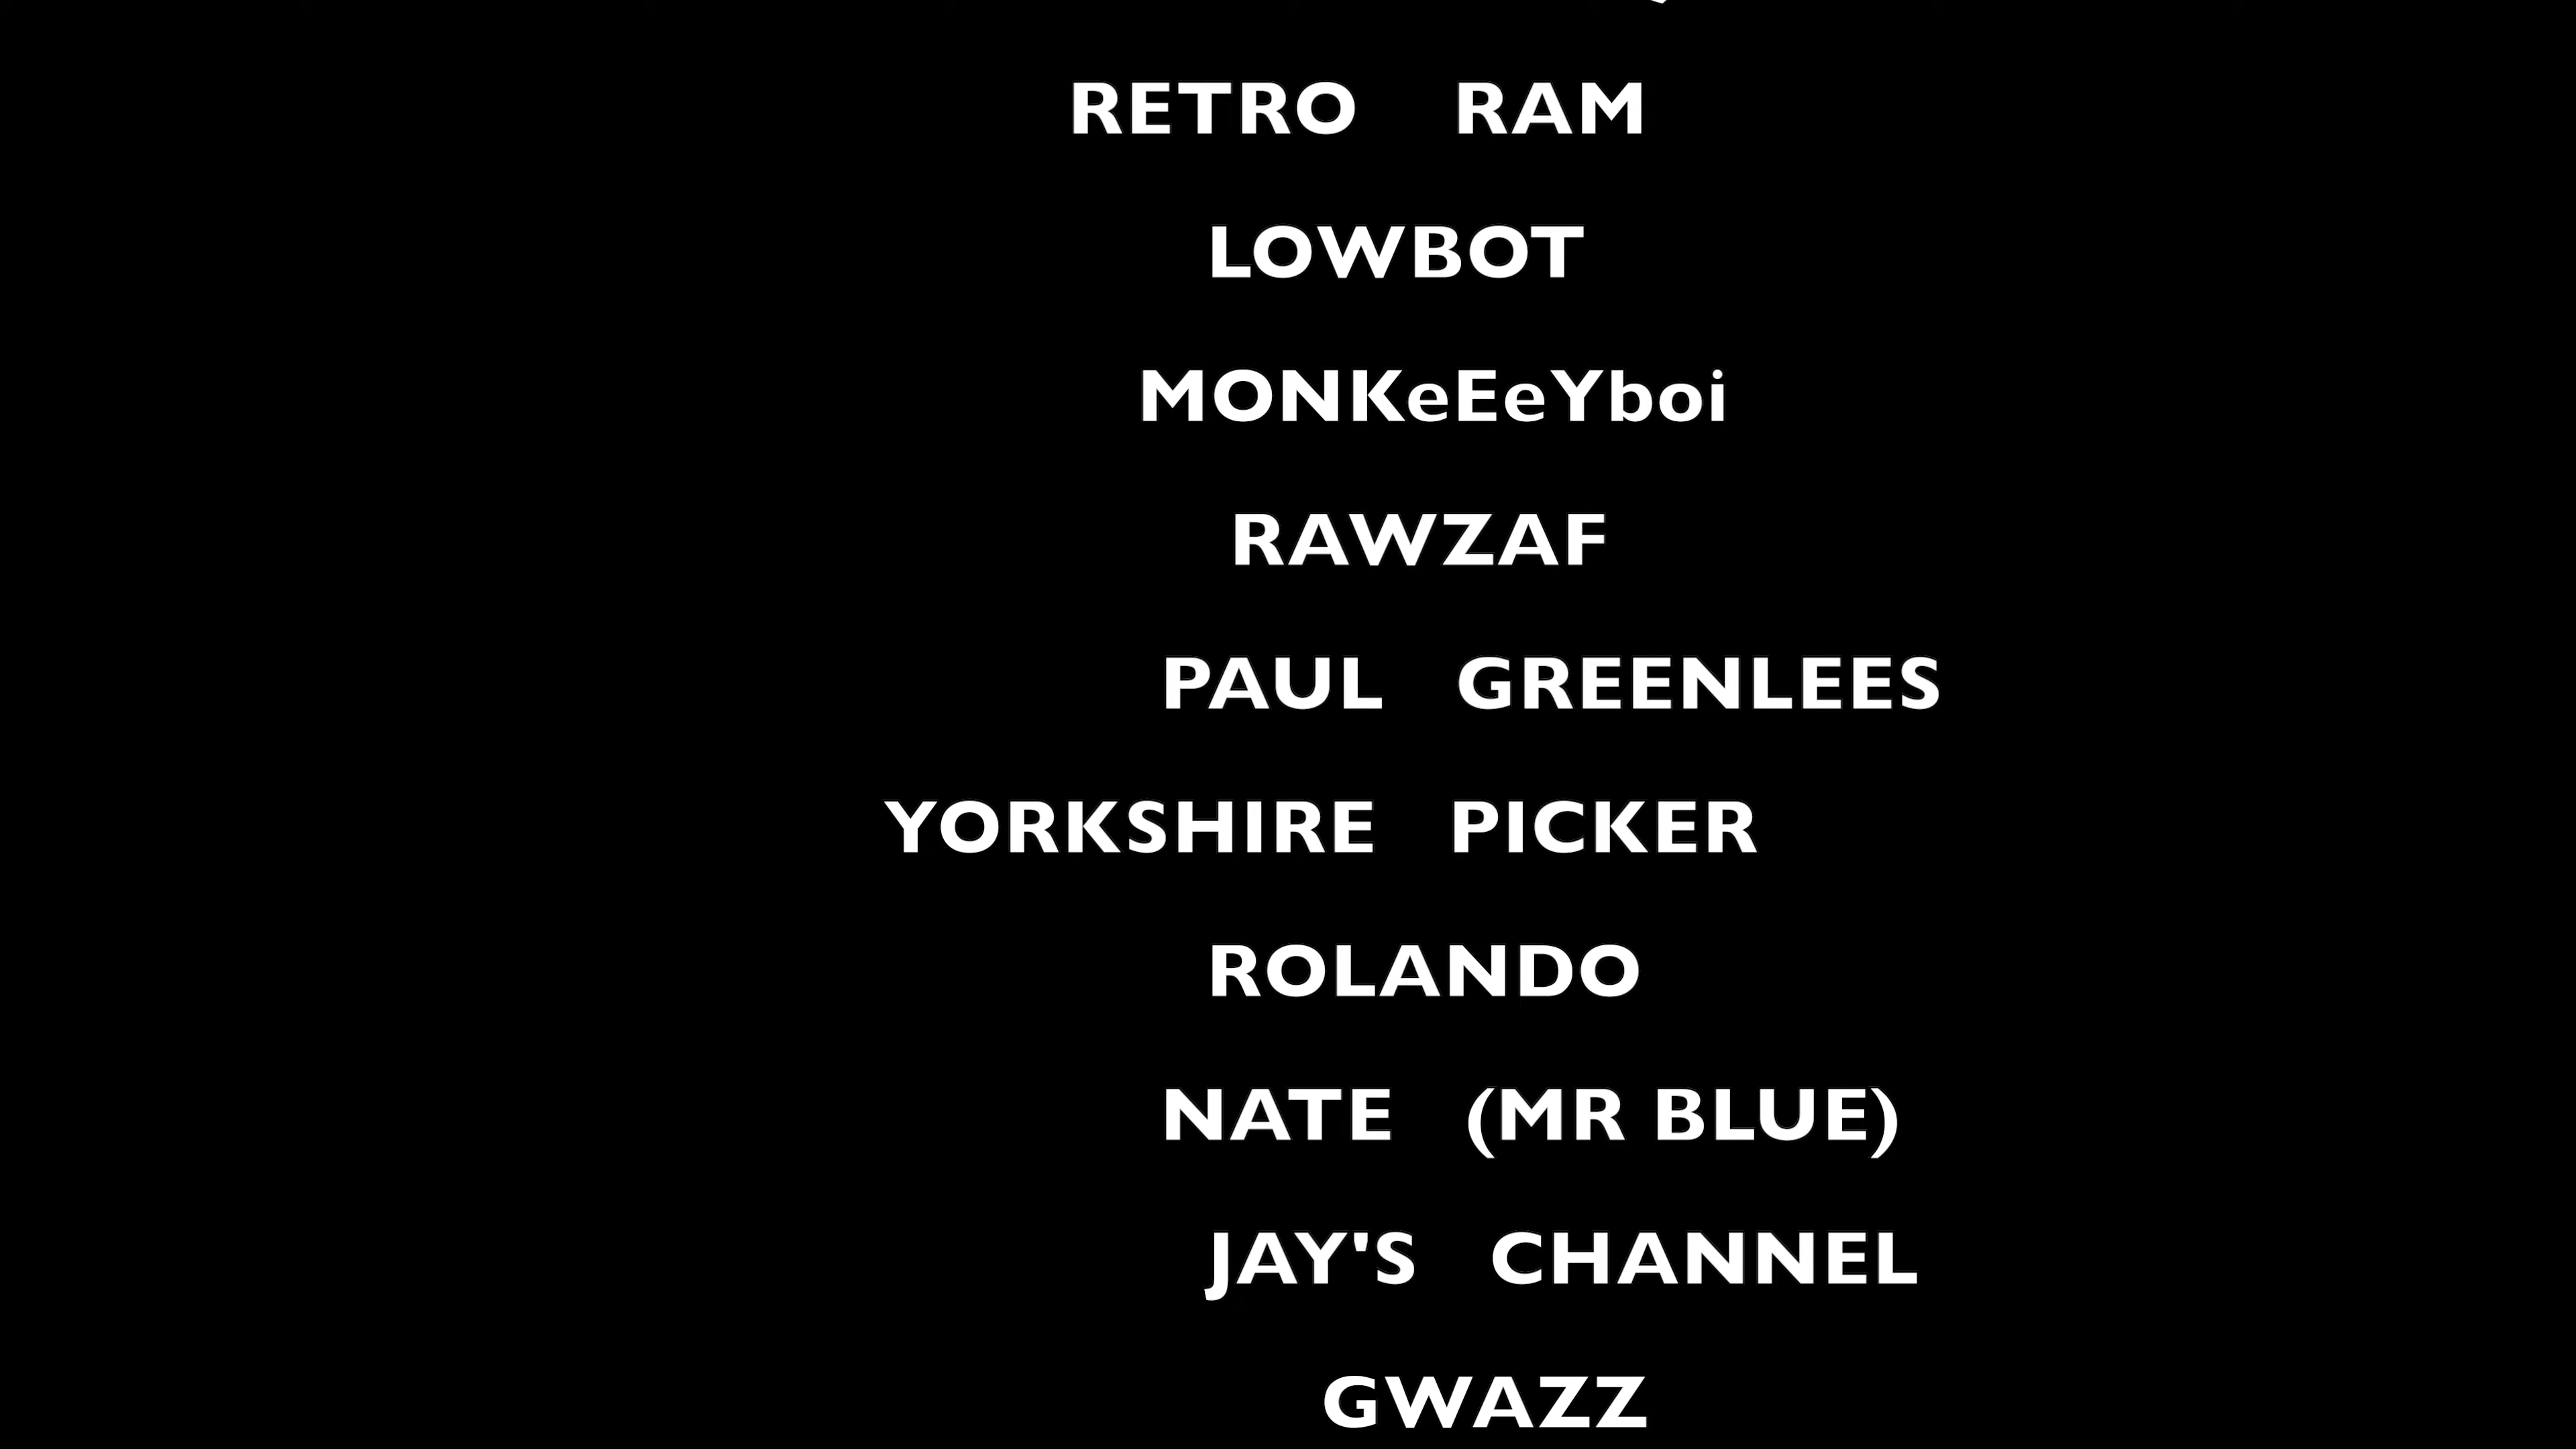 RETRO RAM
LOWBOT
MONKeEeYboi
RAWZAF
PAUL GREENLEES
YORKSHIRE PICKER
ROLANDO
NATE (MR BLUE)
JAY'S CHANNEL
GWAZZ